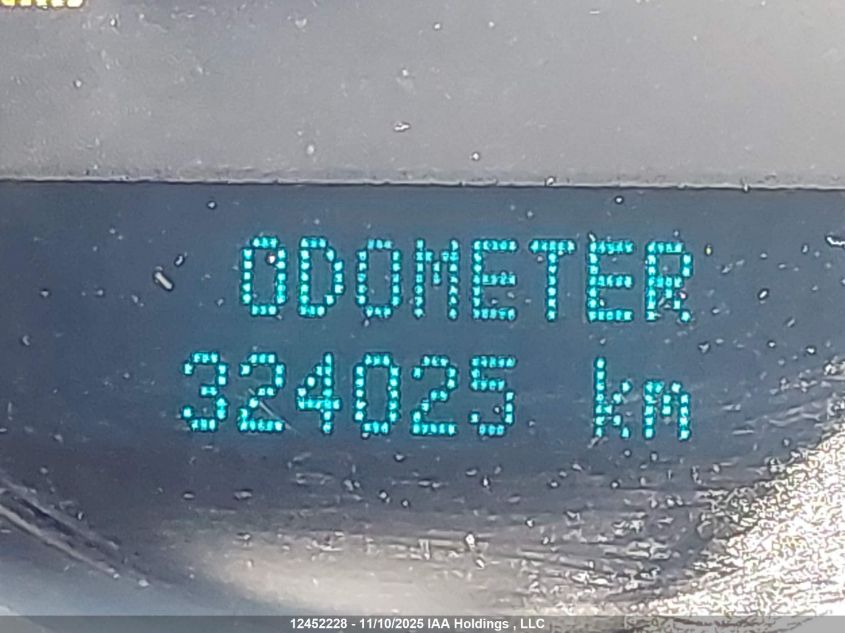 ODOMETER
324025 km
12452228 - 11/10/2025 IAA Holdings , LLC